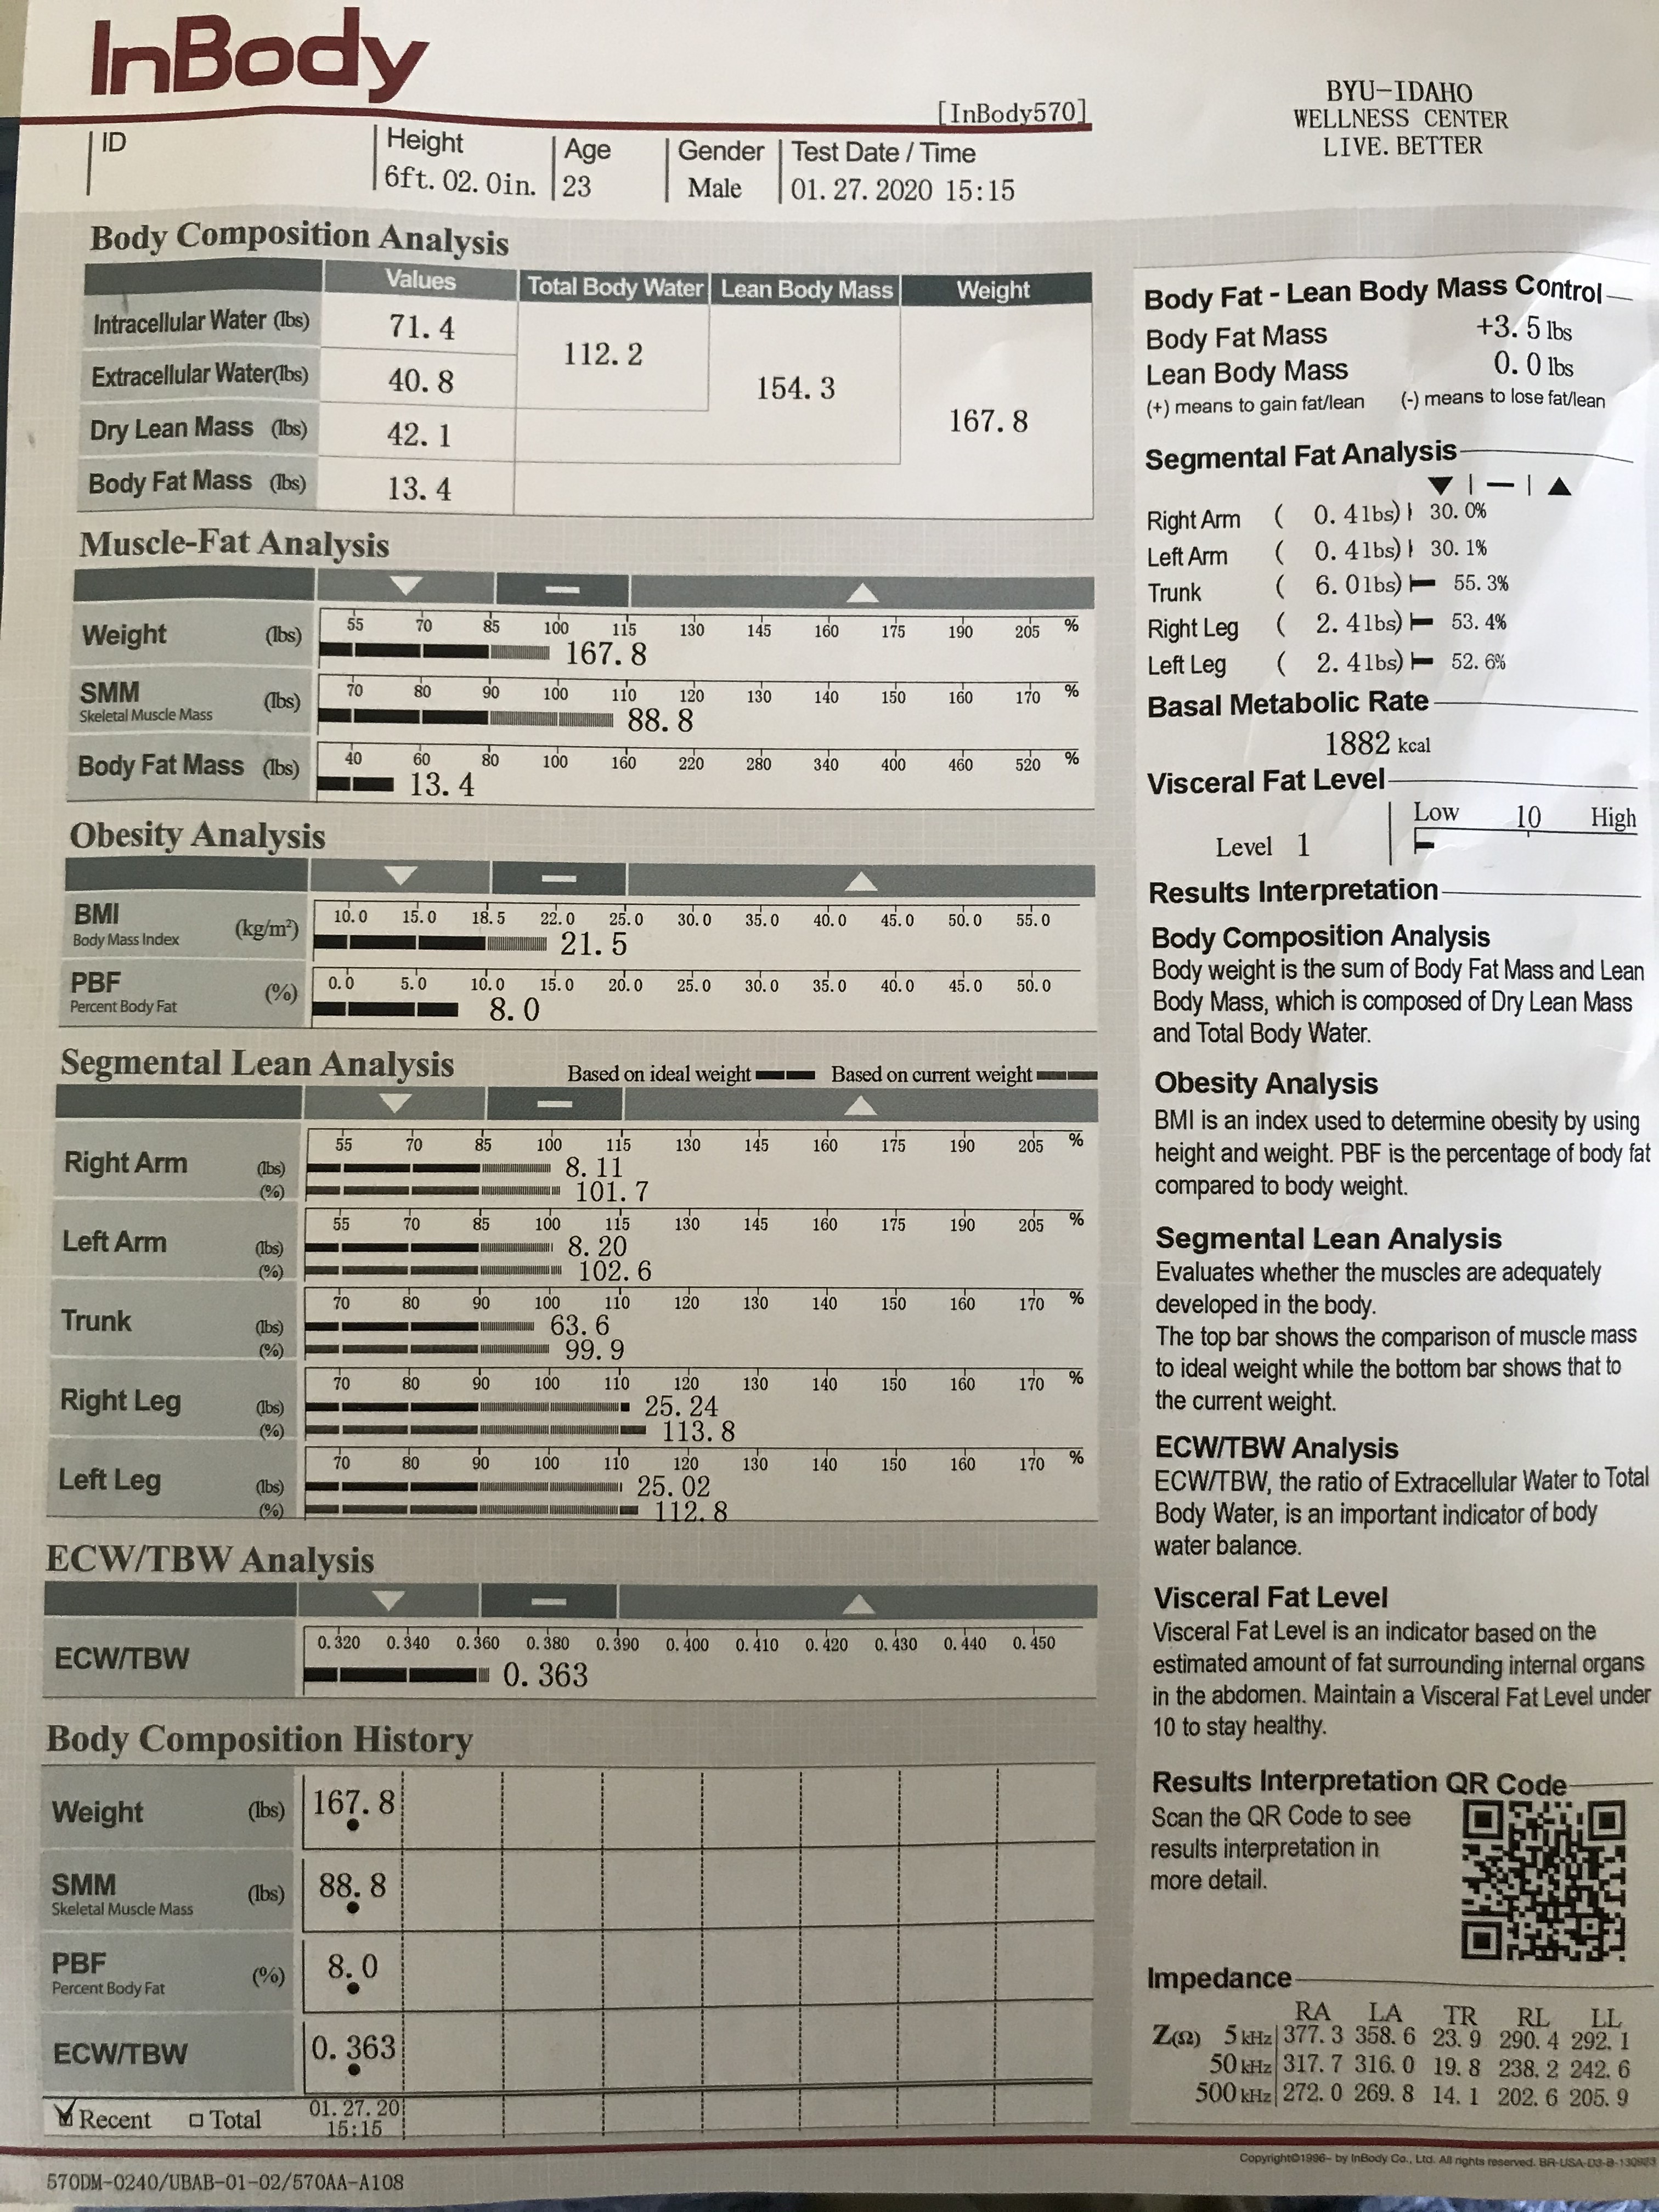 InBody
[InBody570]
BYU-IDAHO
WELLNESS CENTER
LIVE. BETTER
ID
Height
6ft. 02. 0in.
Age
23
Gender
Male
Test Date / Time
01. 27. 2020 15:15
Body Composition Analysis
Values Total Body Water Lean Body Mass Weight
Intracellular Water (lbs) 71. 4
Extracellular Water(lbs) 40. 8
Dry Lean Mass (lbs) 42. 1
Body Fat Mass (lbs) 13. 4
112. 2
154. 3
167. 8
Muscle-Fat Analysis
Weight (lbs)
55 70 85 100 115 130 145 160 175 190 205 %
167. 8
SMM (lbs)
Skeletal Muscle Mass
70 80 90 100 110 120 130 140 150 160 170 %
88. 8
Body Fat Mass (lbs)
40 60 80 100 160 220 280 340 400 460 520 %
13. 4
Obesity Analysis
BMI (kg/m²)
Body Mass Index
10. 0 15. 0 18. 5 22. 0 25. 0 30. 0 35. 0 40. 0 45. 0 50. 0 55. 0
21. 5
PBF (%)
Percent Body Fat
0. 0 5. 0 10. 0 15. 0 20. 0 25. 0 30. 0 35. 0 40. 0 45. 0 50. 0
8. 0
Segmental Lean Analysis
Based on ideal weight Based on current weight
Right Arm (lbs) (%)
55 70 85 100 115 130 145 160 175 190 205 %
8. 11
101. 7
Left Arm (lbs) (%)
55 70 85 100 115 130 145 160 175 190 205 %
8. 20
102. 6
Trunk (lbs) (%)
70 80 90 100 110 120 130 140 150 160 170 %
63. 6
99. 9
Right Leg (lbs) (%)
70 80 90 100 110 120 130 140 150 160 170 %
25. 24
113. 8
Left Leg (lbs) (%)
70 80 90 100 110 120 130 140 150 160 170 %
25. 02
112. 8
ECW/TBW Analysis
ECW/TBW
0. 320 0. 340 0. 360 0. 380 0. 390 0. 400 0. 410 0. 420 0. 430 0. 440 0. 450
0. 363
Body Composition History
Weight (lbs) 167. 8
SMM (lbs) 88. 8
Skeletal Muscle Mass
PBF (%) 8. 0
Percent Body Fat
ECW/TBW 0. 363
Recent Total 01. 27. 20
15:15
Body Fat - Lean Body Mass Control
Body Fat Mass +3. 5 lbs
Lean Body Mass 0. 0 lbs
(+) means to gain fat/lean (-) means to lose fat/lean
Segmental Fat Analysis
Right Arm ( 0. 4lbs) 30. 0%
Left Arm ( 0. 4lbs) 30. 1%
Trunk ( 6. 0lbs) 55. 3%
Right Leg ( 2. 4lbs) 53. 4%
Left Leg ( 2. 4lbs) 52. 6%
Basal Metabolic Rate
1882 kcal
Visceral Fat Level
Low 10 High
Level 1
Results Interpretation
Body Composition Analysis
Body weight is the sum of Body Fat Mass and Lean
Body Mass, which is composed of Dry Lean Mass
and Total Body Water.
Obesity Analysis
BMI is an index used to determine obesity by using
height and weight. PBF is the percentage of body fat
compared to body weight.
Segmental Lean Analysis
Evaluates whether the muscles are adequately
developed in the body.
The top bar shows the comparison of muscle mass
to ideal weight while the bottom bar shows that to
the current weight.
ECW/TBW Analysis
ECW/TBW, the ratio of Extracellular Water to Total
Body Water, is an important indicator of body
water balance.
Visceral Fat Level
Visceral Fat Level is an indicator based on the
estimated amount of fat surrounding internal organs
in the abdomen. Maintain a Visceral Fat Level under
10 to stay healthy.
Results Interpretation QR Code
Scan the QR Code to see
results interpretation in
more detail.
Impedance
RA LA TR RL LL
Z(Ω) 5 kHz 377. 3 358. 6 23. 9 290. 4 292. 1
50 kHz 317. 7 316. 0 19. 8 238. 2 242. 6
500 kHz 272. 0 269. 8 14. 1 202. 6 205. 9
570DM-0240/UBAB-01-02/570AA-A108
Copyright©1996~ by InBody Co., Ltd. All rights reserved.